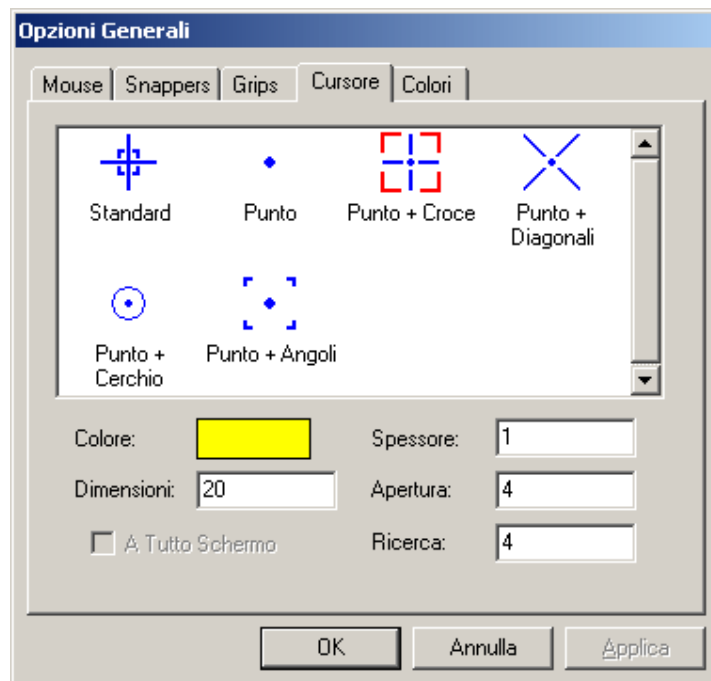 Opzioni Generali
Mouse Snappers Grips Cursore Colori
Standard Punto Punto + Croce Punto +
Diagonali
Punto + Punto + Angoli
Cerchio
Colore: Spessore: 1
Dimensioni: 20 Apertura: 4
A Tutto Schermo Ricerca: 4
OK Annulla Applica